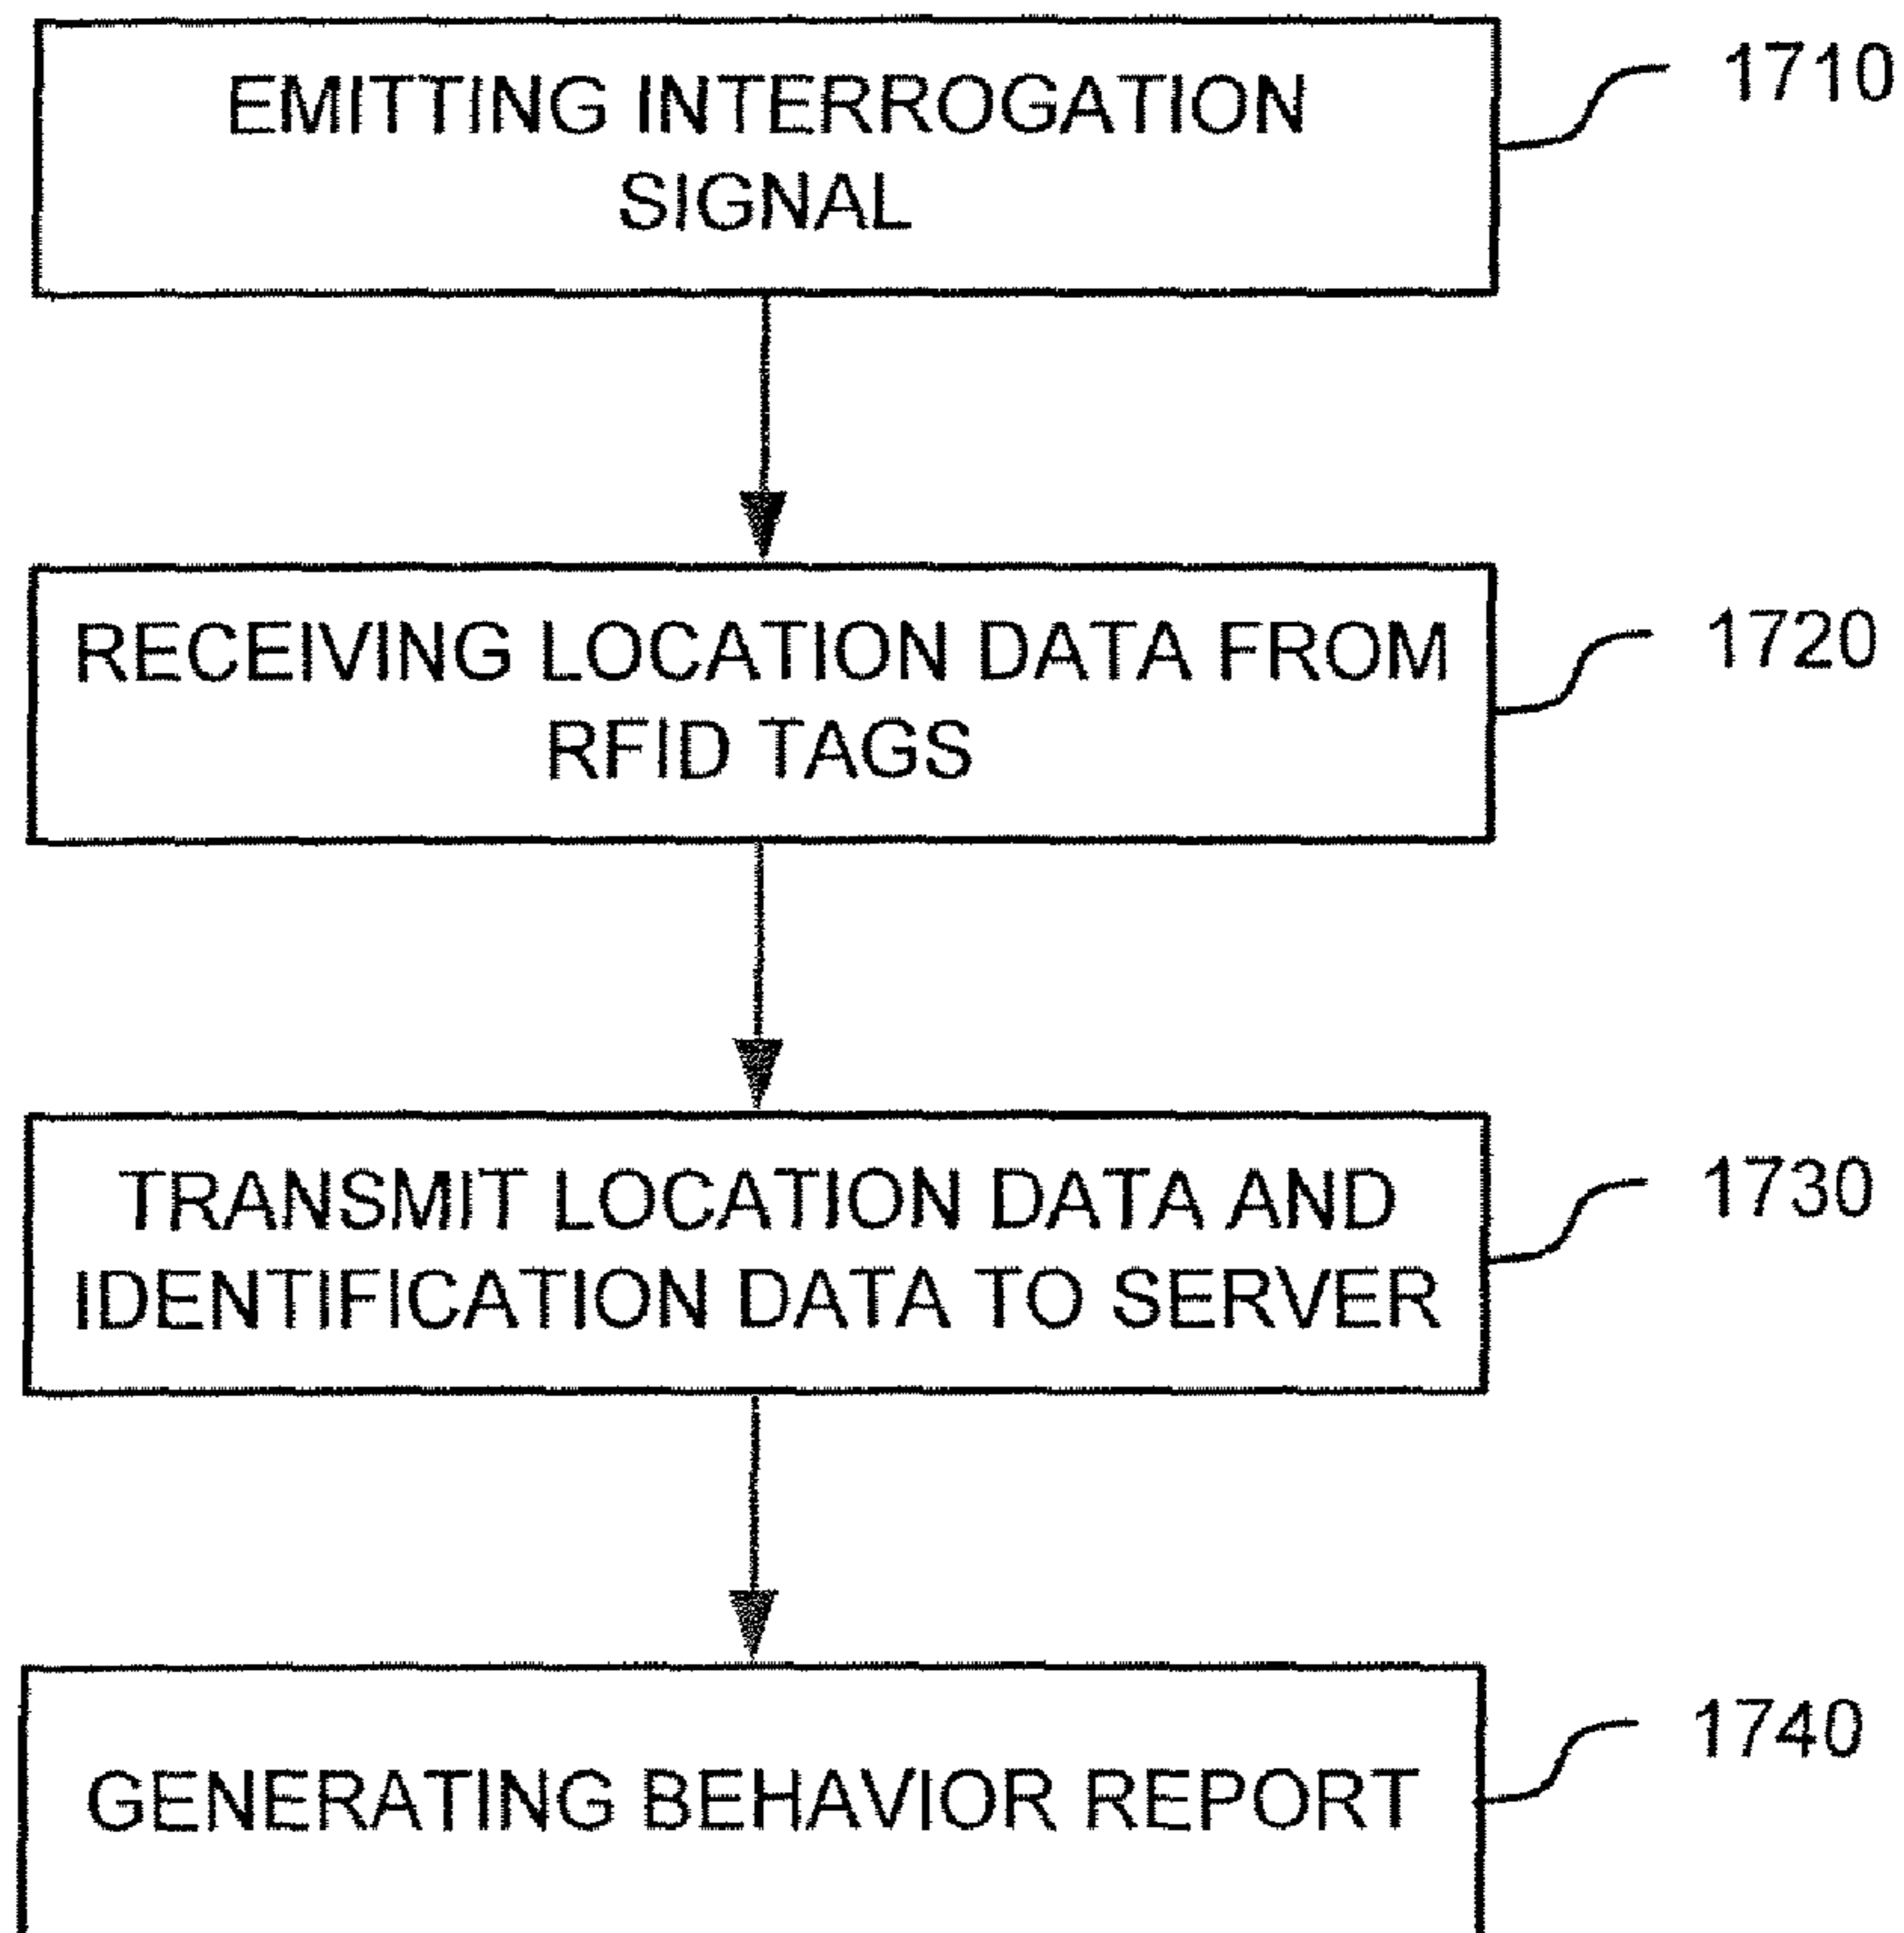 EMITTING INTERROGATION
SIGNAL
1710
RECEIVING LOCATION DATA FROM
RFID TAGS
1720
TRANSMIT LOCATION DATA AND
IDENTIFICATION DATA TO SERVER
1730
GENERATING BEHAVIOR REPORT
1740